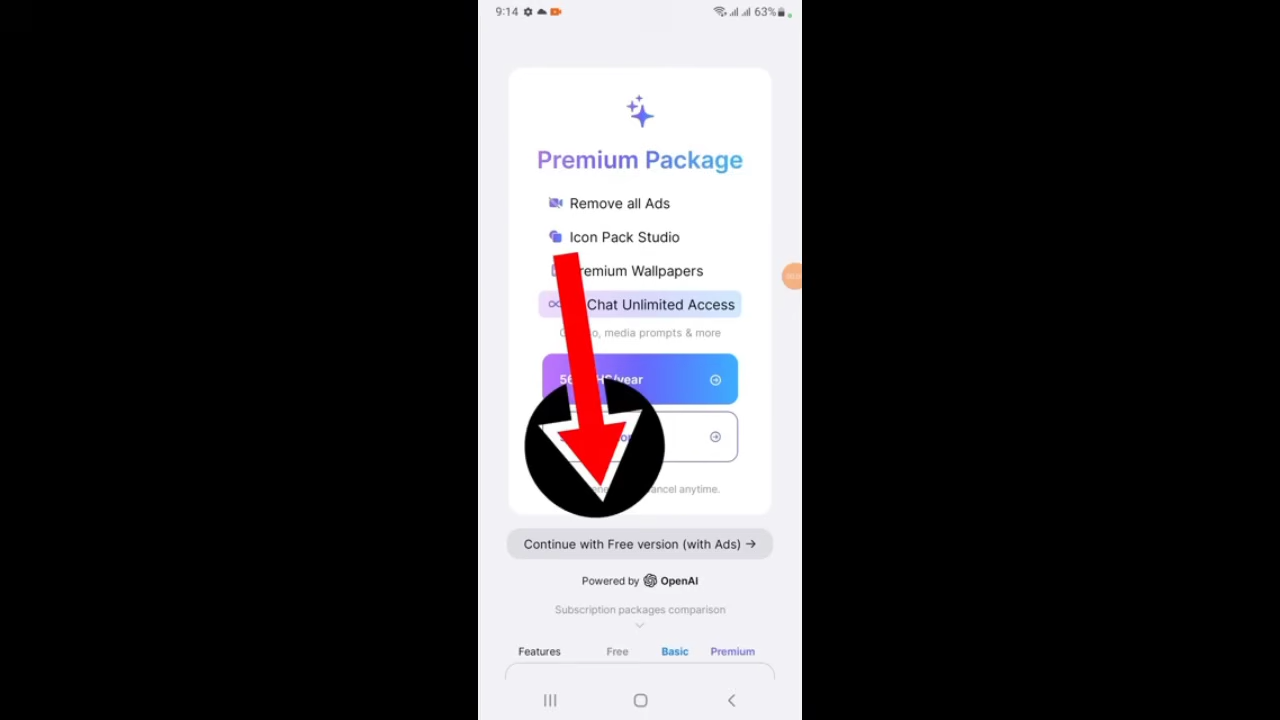 9:14 63%
Premium Package
Remove all Ads
Icon Pack Studio
Premium Wallpapers
Chat Unlimited Access
media prompts & more
/year
cancel anytime.
Continue with Free version (with Ads) →
Powered by OpenAI
Subscription packages comparison
Features Free Basic Premium